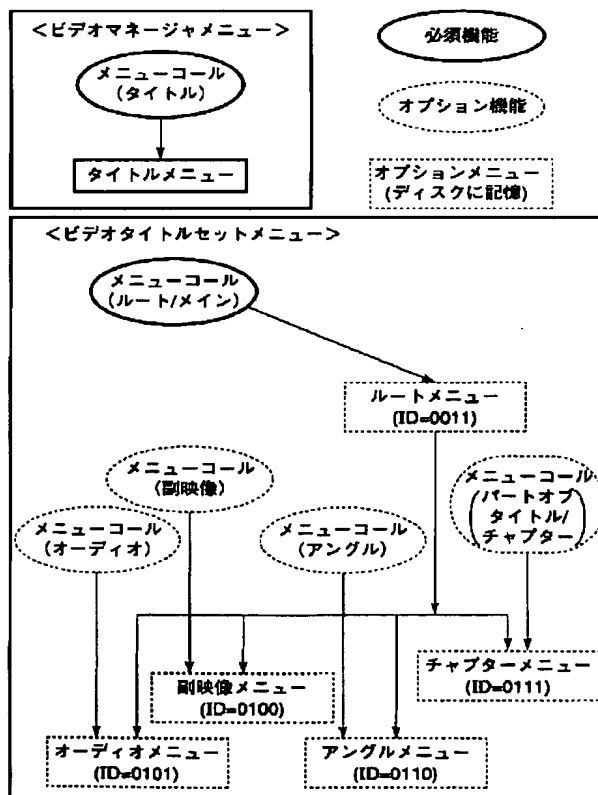 <ビデオマネージャメニュー>
メニューコール
(タイトル)
タイトルメニュー
必須機能
オプション機能
オプションメニュー
(ディスクに記憶)
<ビデオタイトルセットメニュー>
メニューコール
(ルート/メイン)
ルートメニュー
(ID=0011)
メニューコール
(副映像)
メニューコール
(オーディオ)
メニューコール
(アングル)
メニューコール
(パートオブ
タイトル/
チャプター)
副映像メニュー
(ID=0100)
チャプターメニュー
(ID=0111)
オーディオメニュー
(ID=0101)
アングルメニュー
(ID=0110)